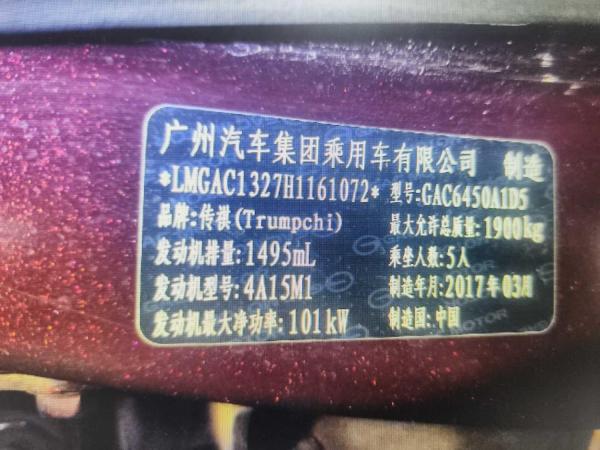 广州汽车集团乘用车有限公司 制造
*LMGAC1327H1161072* 型号:GAC6450A1D5
品牌:传祺(Trumpchi) 最大允许总质量:1900kg
发动机排量:1495mL 乘坐人数:5人
发动机型号:4A15M1 制造年月:2017年03月
发动机最大净功率:101kW 制造国:中国